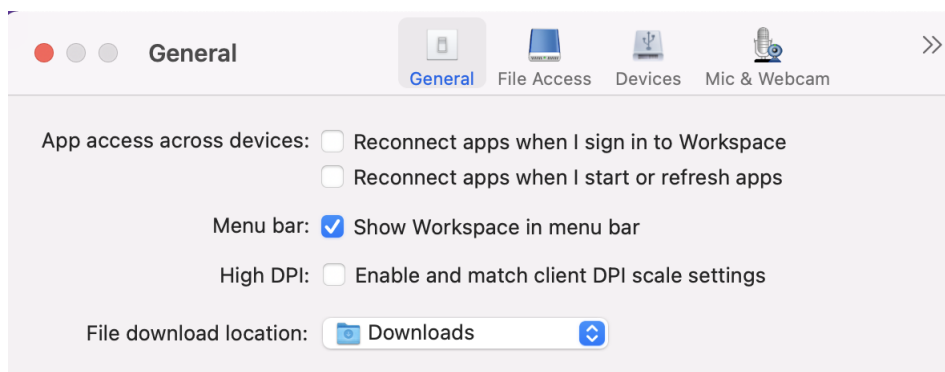 General
General File Access Devices Mic & Webcam
App access across devices: Reconnect apps when I sign in to Workspace
Reconnect apps when I start or refresh apps
Menu bar: Show Workspace in menu bar
High DPI: Enable and match client DPI scale settings
File download location: Downloads